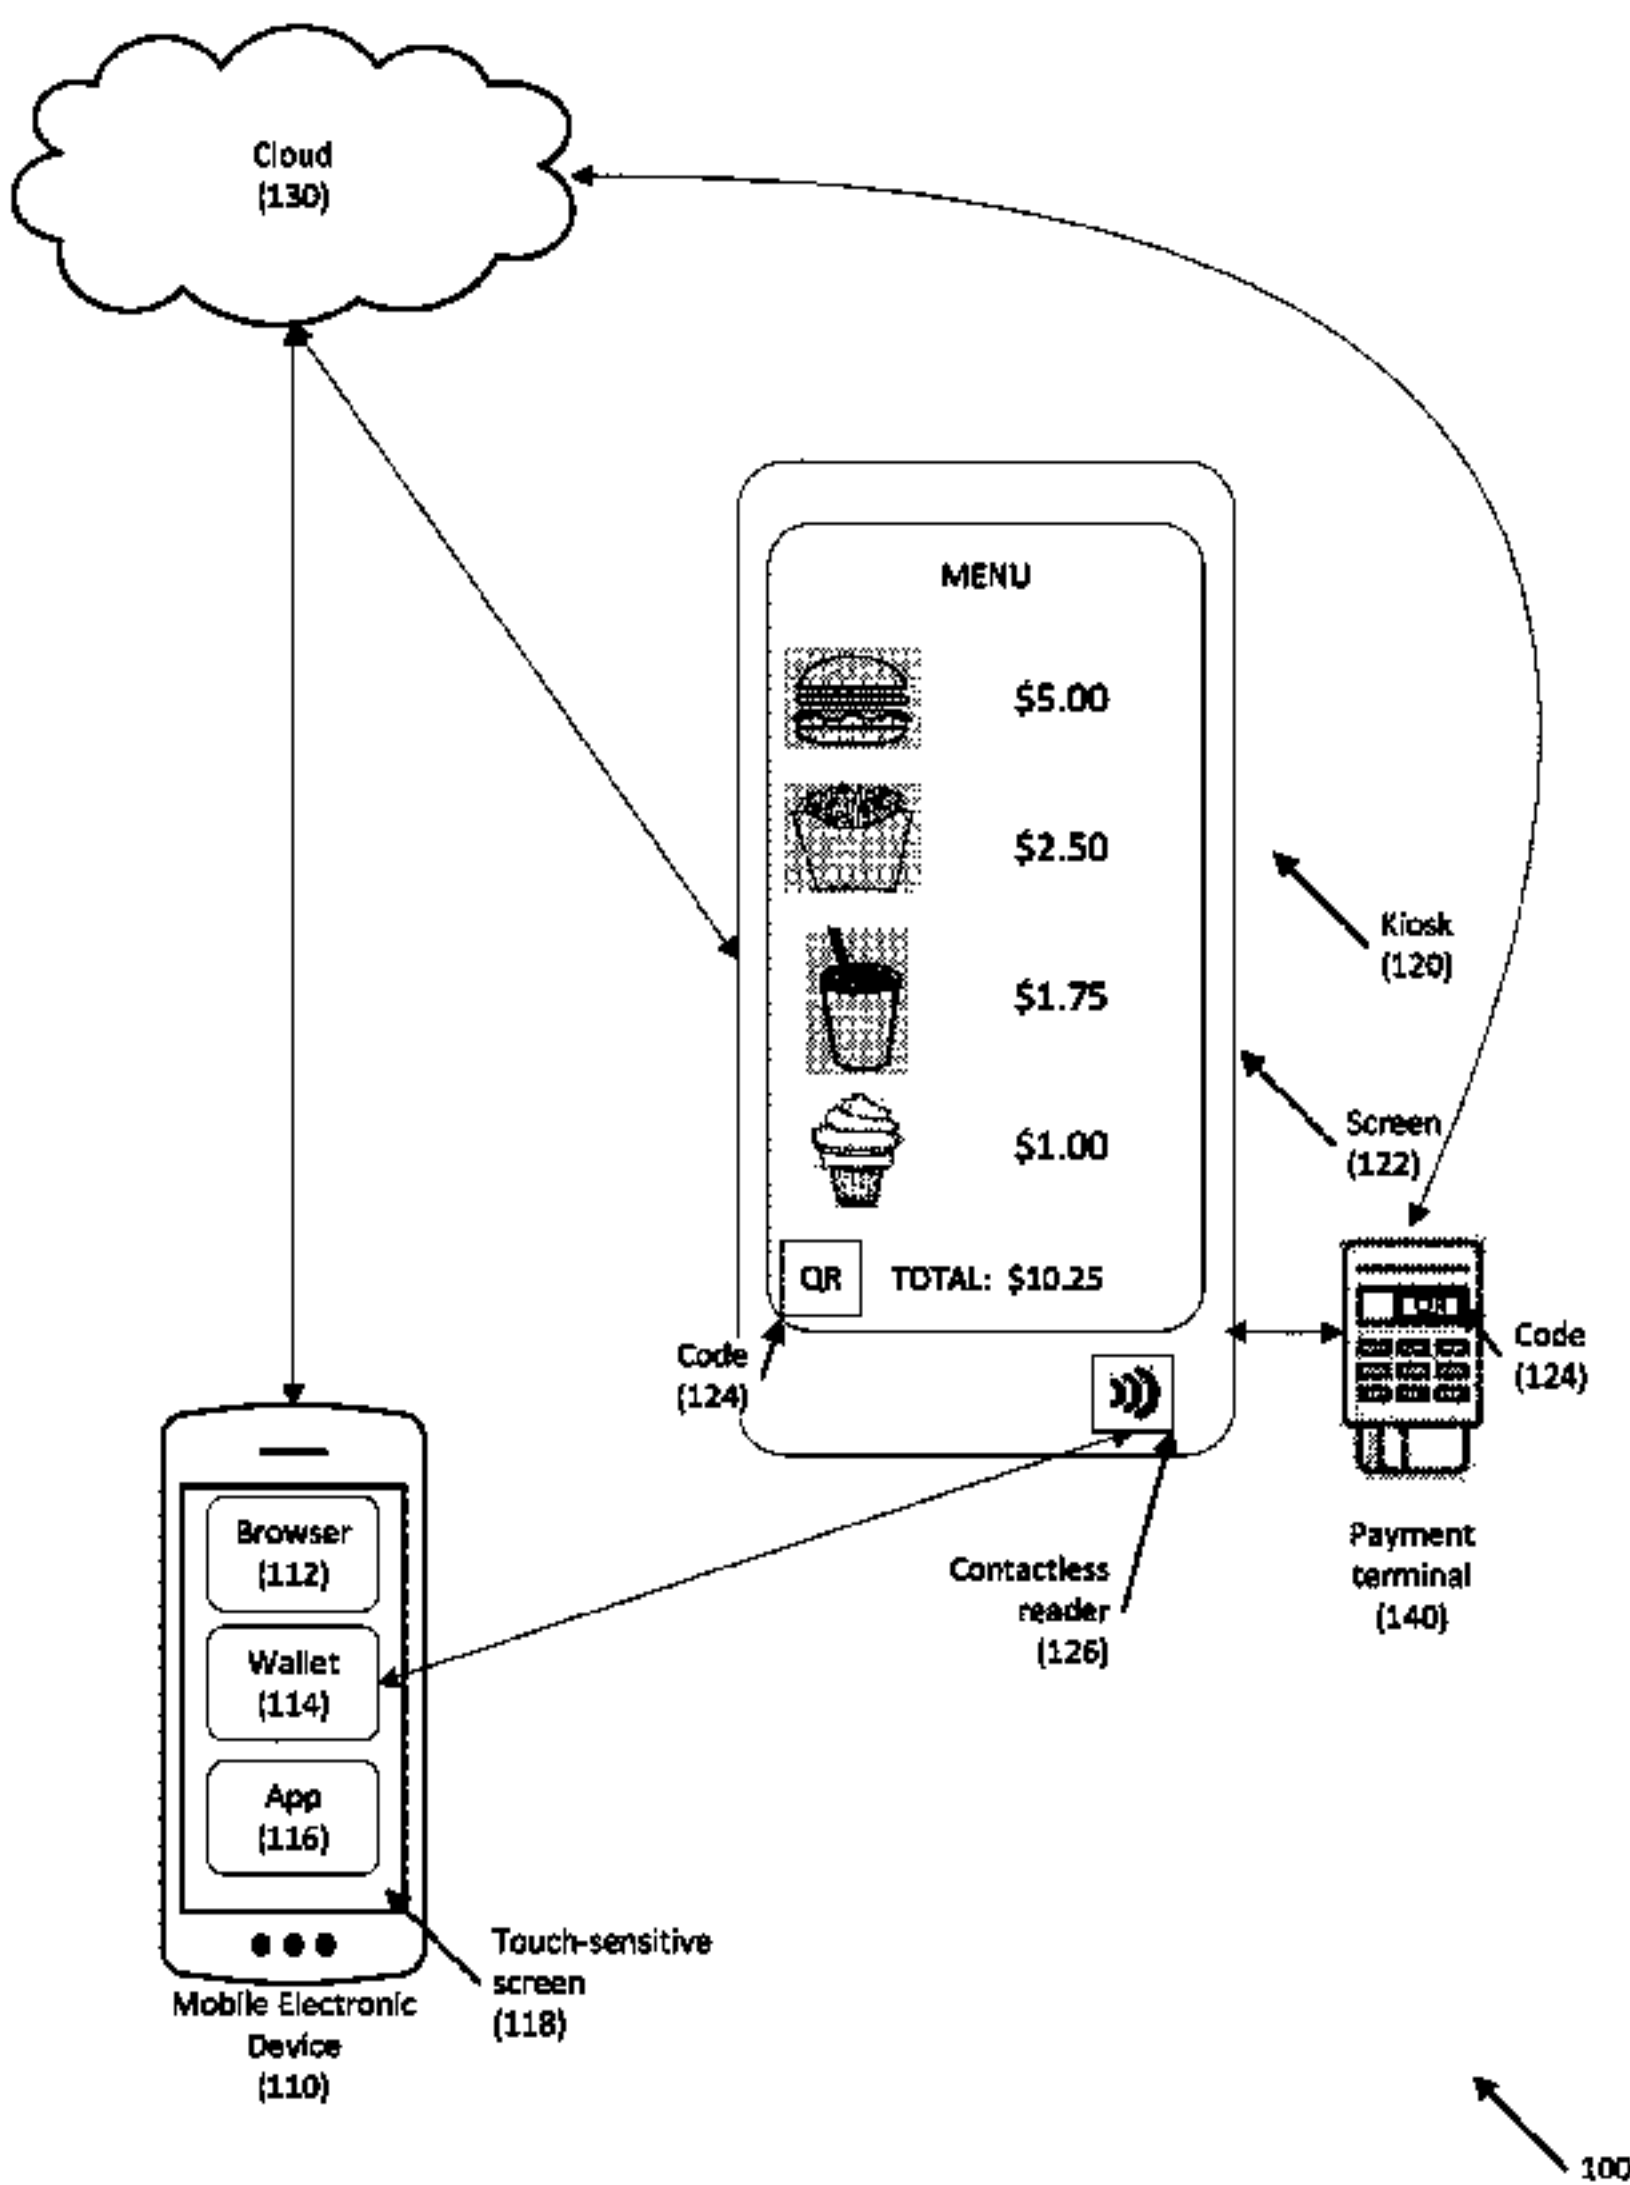 Cloud
(130)
MENU
$5.00
$2.50
Kiosk
(120)
$1.75
Screen
(122)
$1.00
QR
TOTAL: $10.25
QR
Code
(124)
Code
(124)
Browser
(112)
Contactless
reader
(126)
Payment
terminal
(140)
Wallet
(114)
App
(116)
Touch-sensitive
screen
(118)
Mobile Electronic
Device
(110)
100